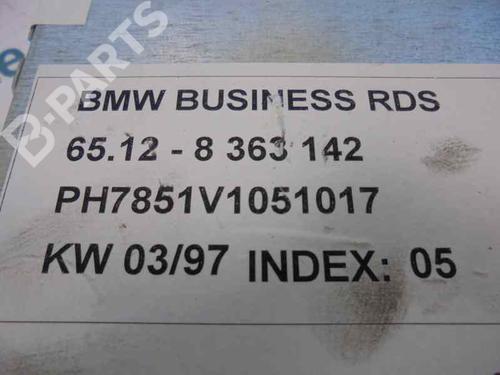 B-PARTS
BMW BUSINESS RDS
65.12 - 8 363 142
PH7851V1051017
KW 03/97 INDEX: 05